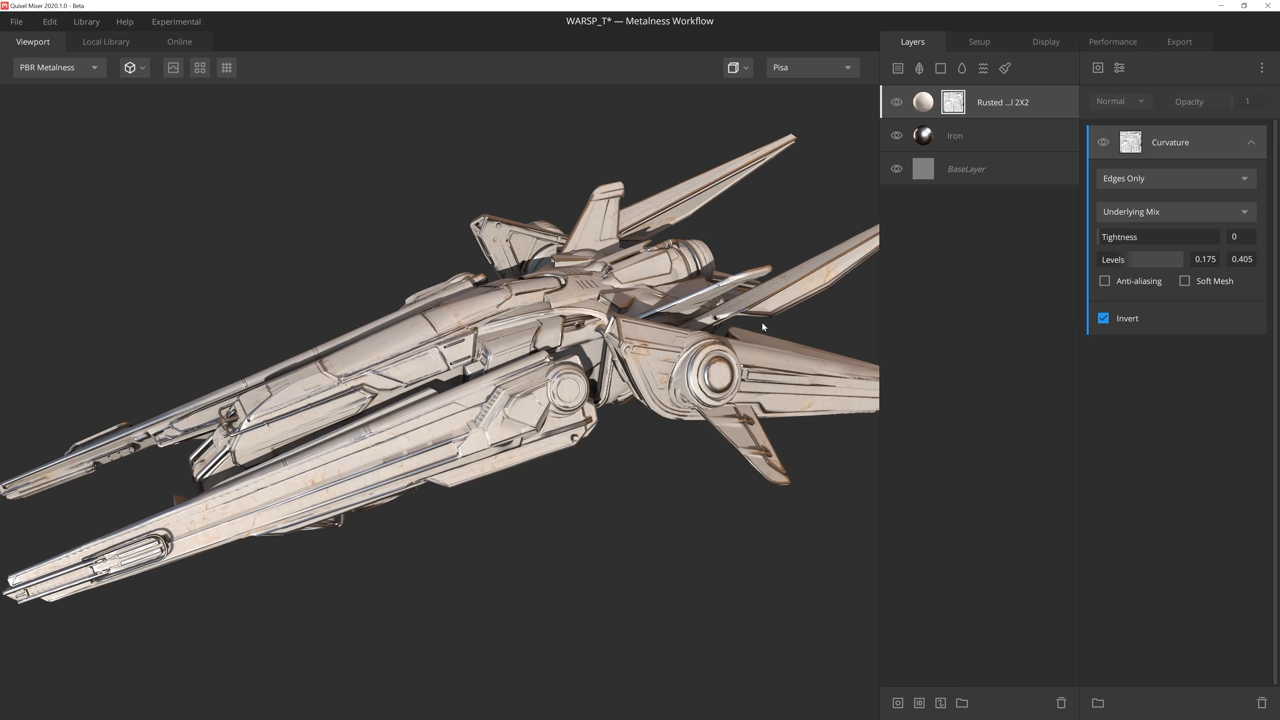 Quixel Mixer 2020.1.0 - Beta
File Edit Library Help Experimental
WARSP_T* — Metalness Workflow
Viewport Local Library Online
Layers Setup Display Performance Export
PBR Metalness
Pisa
Rusted ...l 2X2
Iron
BaseLayer
Normal Opacity 1
Curvature
Edges Only
Underlying Mix
Tightness 0
Levels 0.175 0.405
Anti-aliasing Soft Mesh
Invert